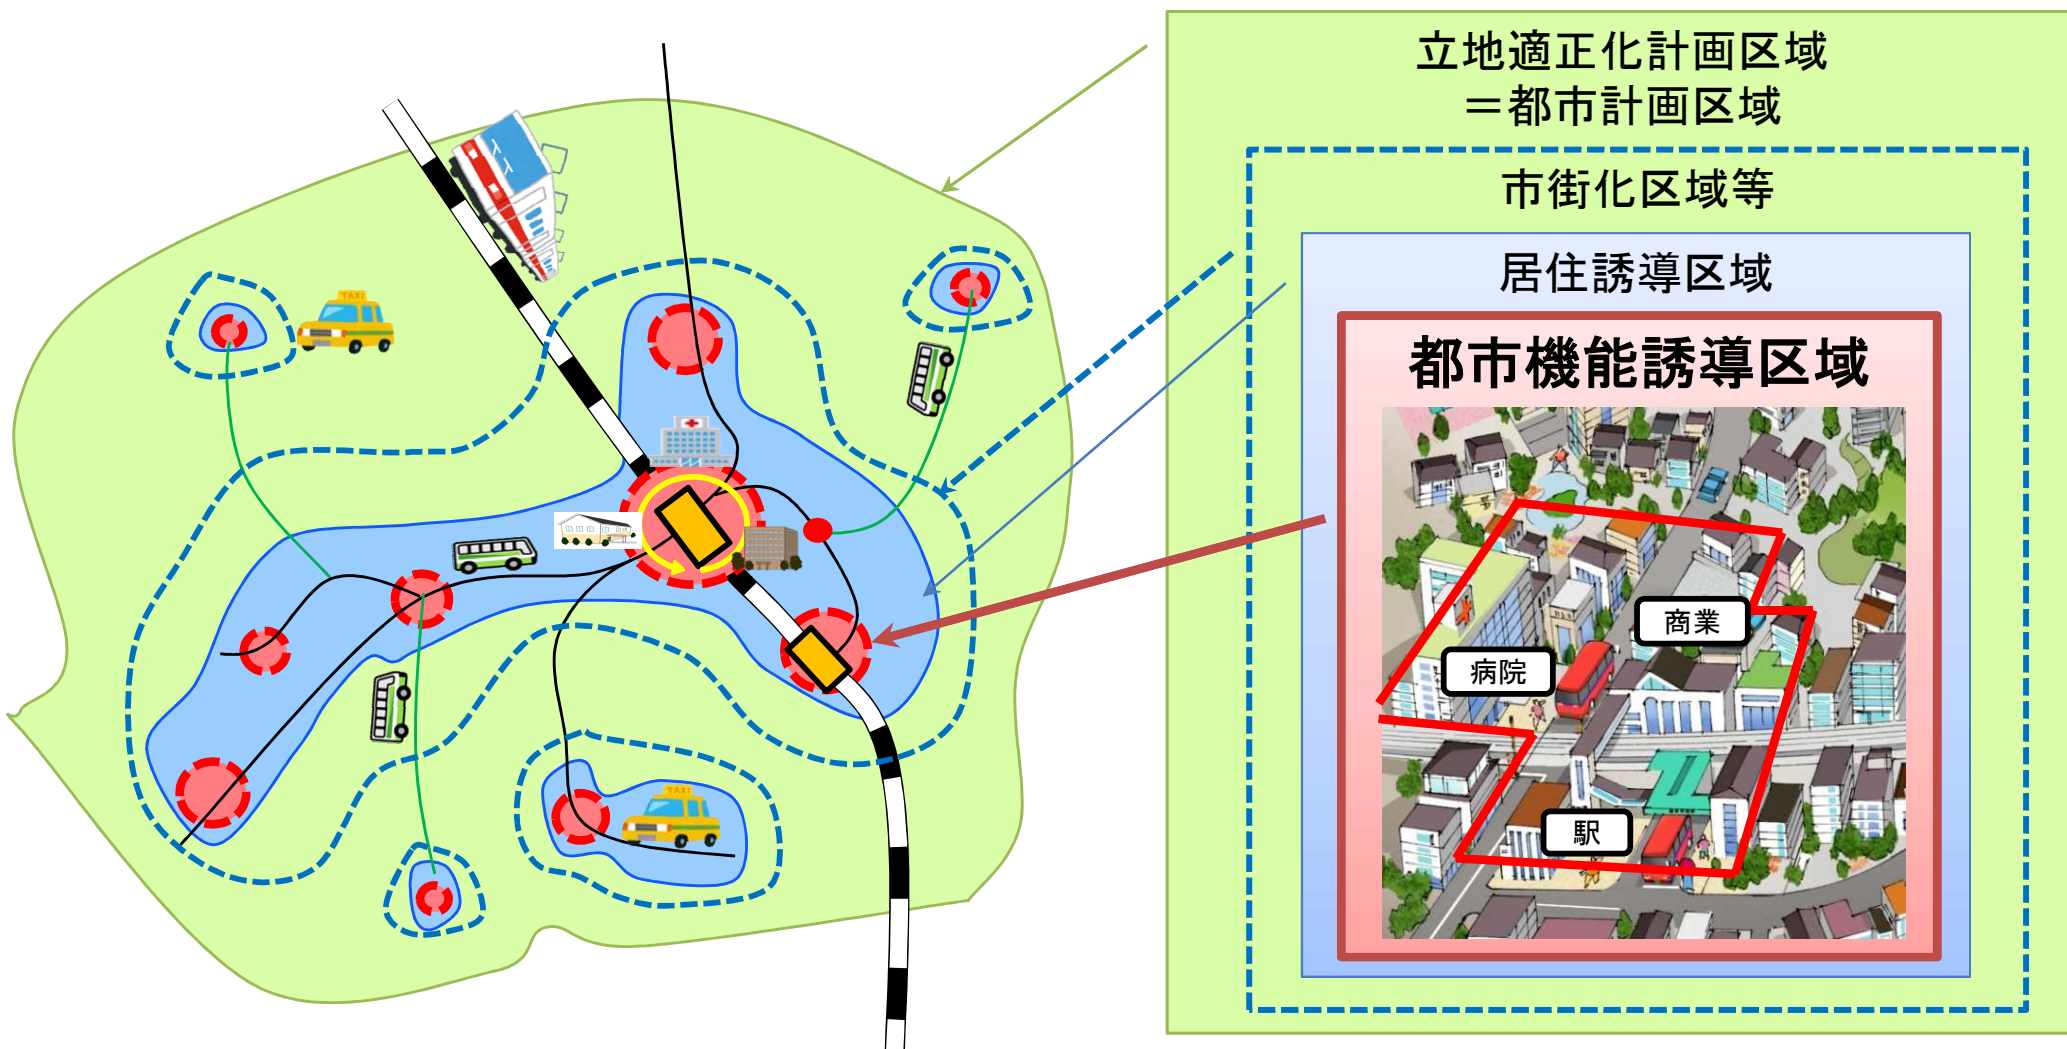 立地適正化計画区域
＝都市計画区域
市街化区域等
居住誘導区域
都市機能誘導区域
商業
病院
駅
TAXI
TAXI